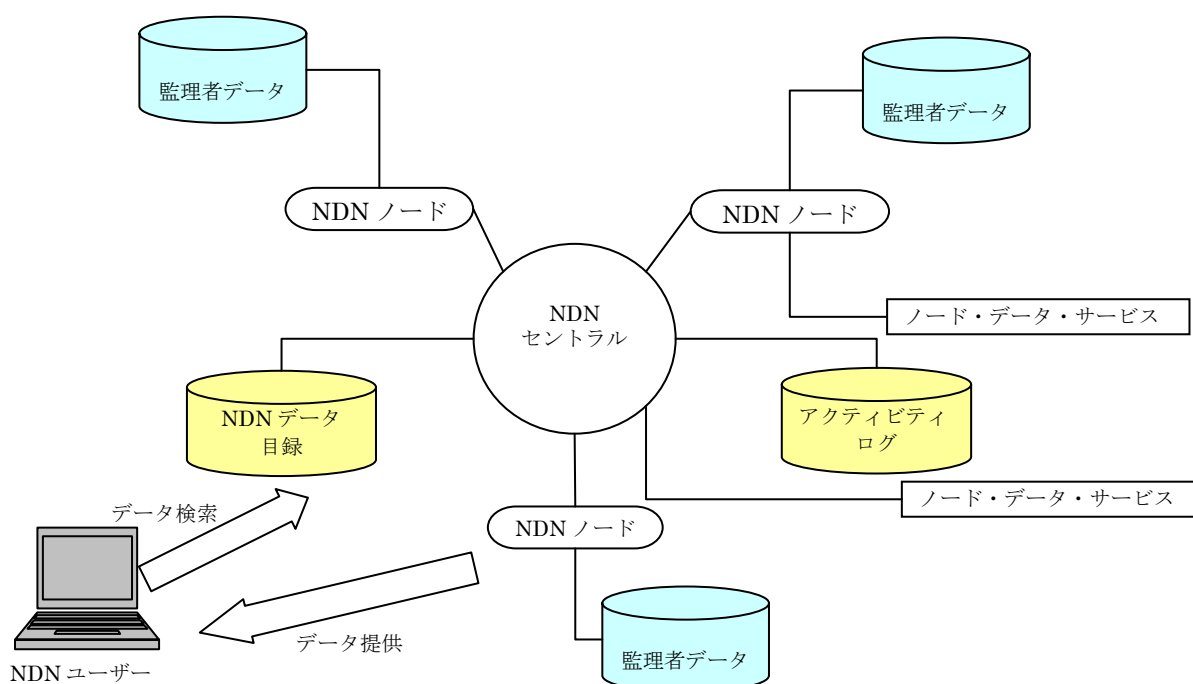 監理者データ
監理者データ
NDN ノード
NDN ノード
NDN
セントラル
ノード・データ・サービス
NDN データ
目録
アクティビティ
ログ
ノード・データ・サービス
データ検索
NDN ノード
データ提供
監理者データ
NDN ユーザー